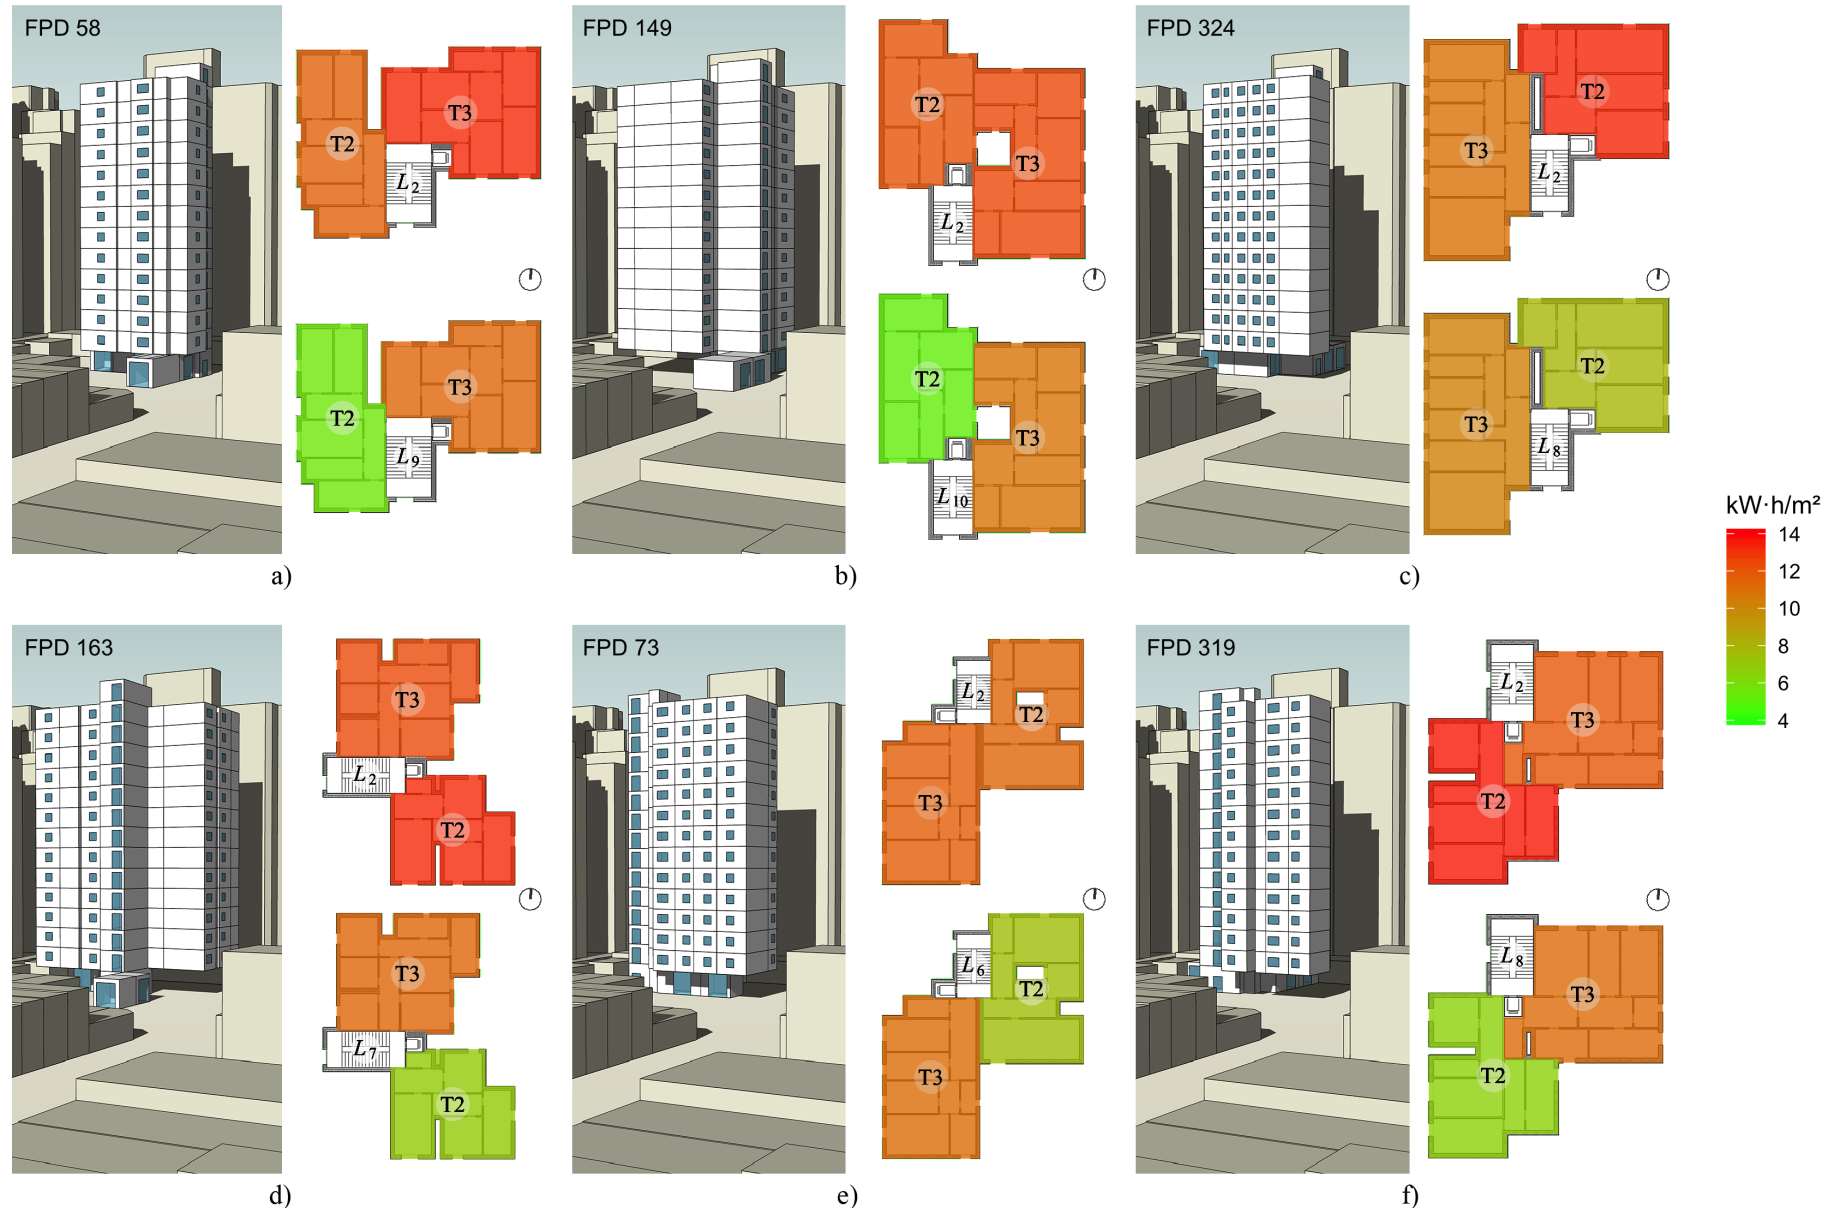 FPD 58
T2
T3
L2
T2
T3
L9
a)
FPD 149
T2
T3
L2
T2
T3
L10
b)
FPD 324
T2
T3
L2
T2
T3
L8
c)
kW·h/m²
14
12
10
8
6
4
FPD 163
T3
L2
T2
T3
L7
T2
d)
FPD 73
L2
T2
T3
L6
T2
T3
e)
FPD 319
L2
T3
T2
L8
T3
T2
f)